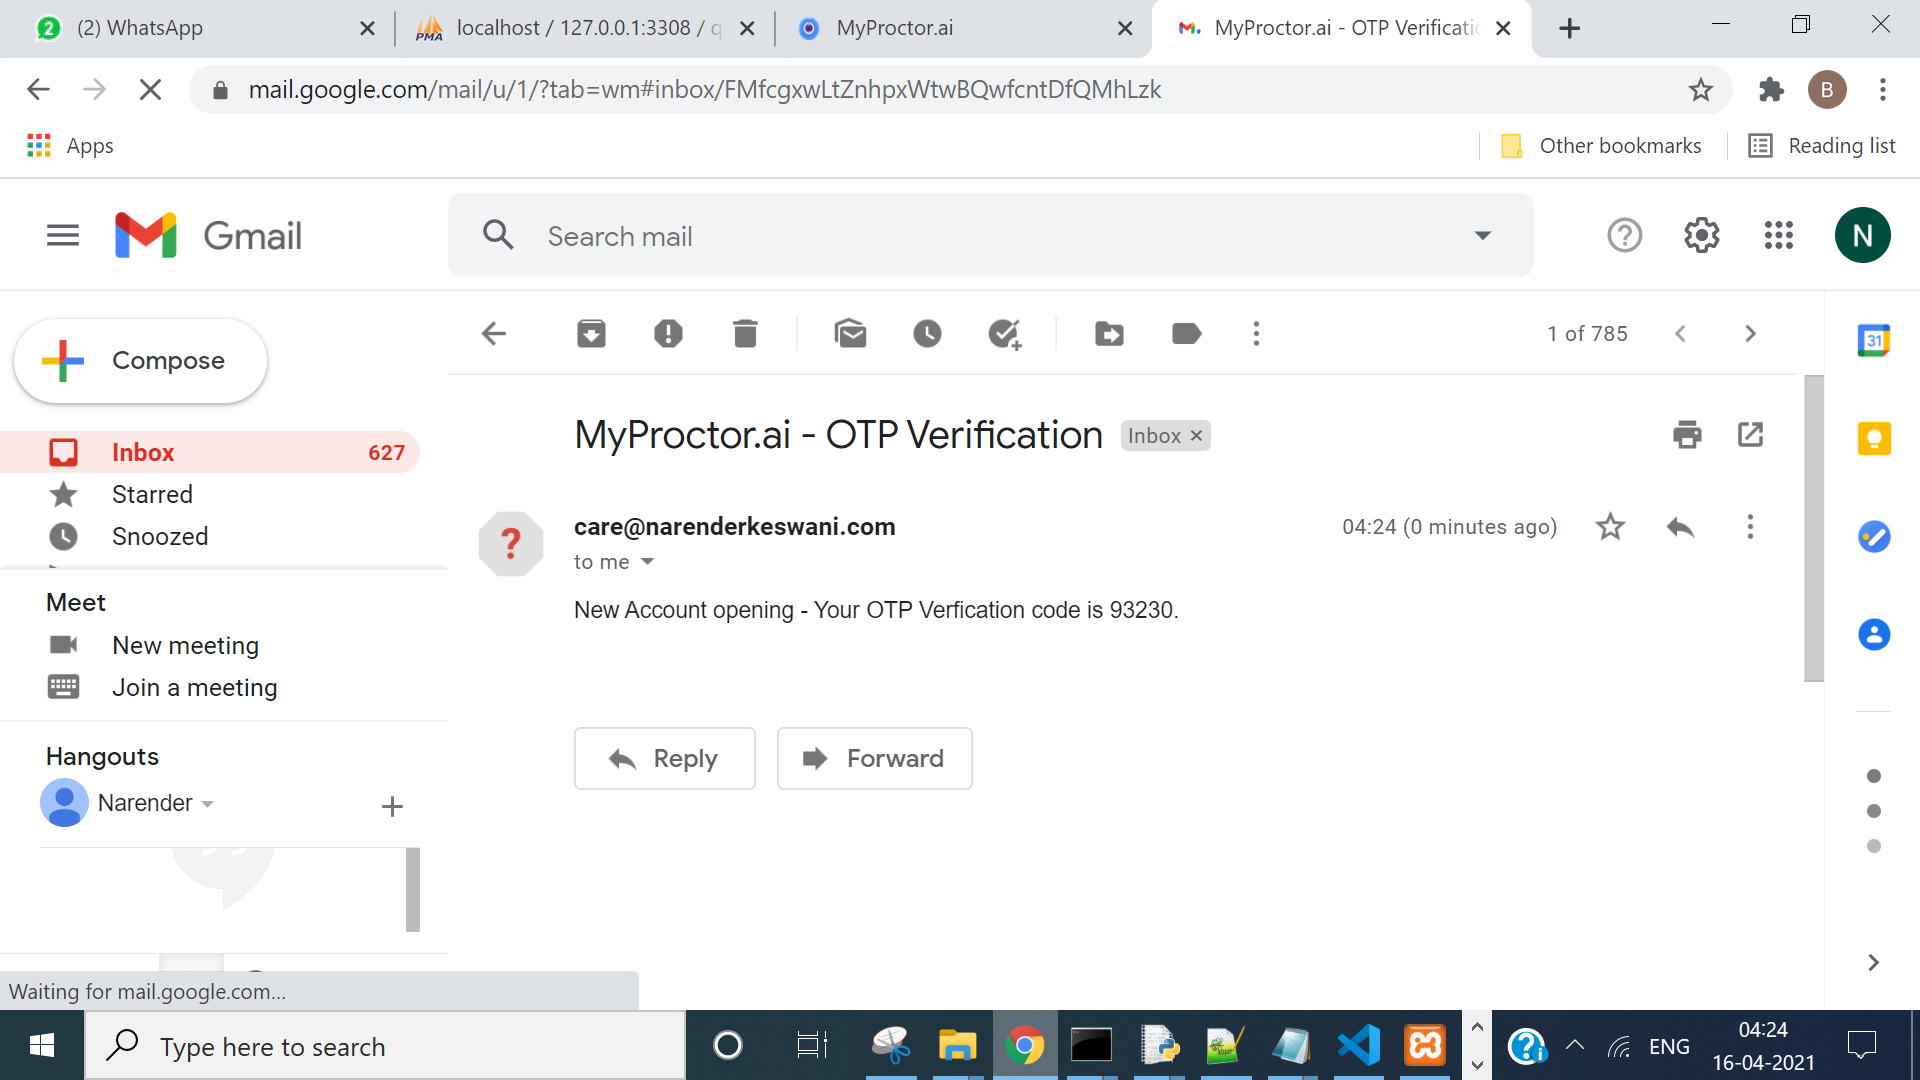 (2) WhatsApp
localhost / 127.0.0.1:3308 / q
MyProctor.ai
MyProctor.ai - OTP Verificatio
mail.google.com/mail/u/1/?tab=wm#inbox/FMfcgxwLtZnhpxWtwBQwfcntDfQMhLzk
B
Apps
Other bookmarks
Reading list
Gmail
Search mail
N
Compose
1 of 785
31
MyProctor.ai - OTP Verification
Inbox
Inbox 627
Starred
Snoozed
care@narenderkeswani.com
04:24 (0 minutes ago)
to me
New Account opening - Your OTP Verfication code is 93230.
Meet
New meeting
Join a meeting
Reply
Forward
Hangouts
Narender
Waiting for mail.google.com...
Type here to search
ENG
04:24
16-04-2021